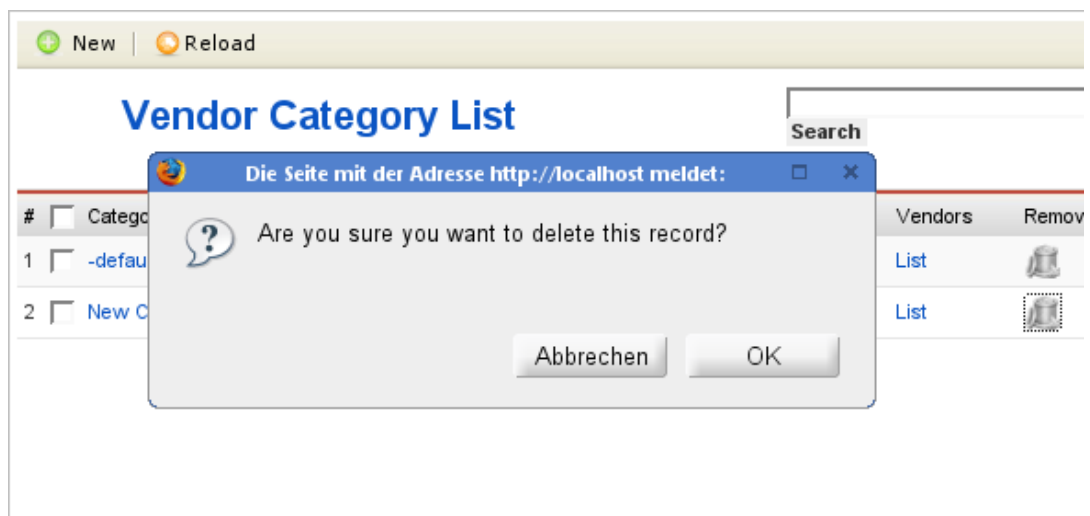 New | Reload
Vendor Category List
Search
Die Seite mit der Adresse http://localhost meldet:
# Catego Vendors Remov
Are you sure you want to delete this record?
1 -defau List
2 New C List
Abbrechen OK